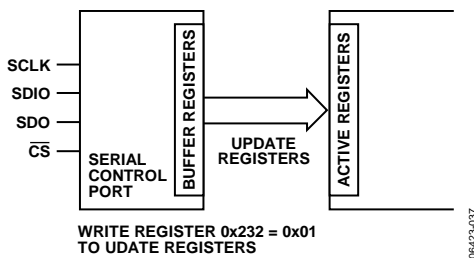 SCLK
SDIO
SDO
CS
SERIAL
CONTROL
PORT
BUFFER REGISTERS
UPDATE
REGISTERS
ACTIVE REGISTERS
WRITE REGISTER 0x232 = 0x01
TO UDATE REGISTERS
06423-037